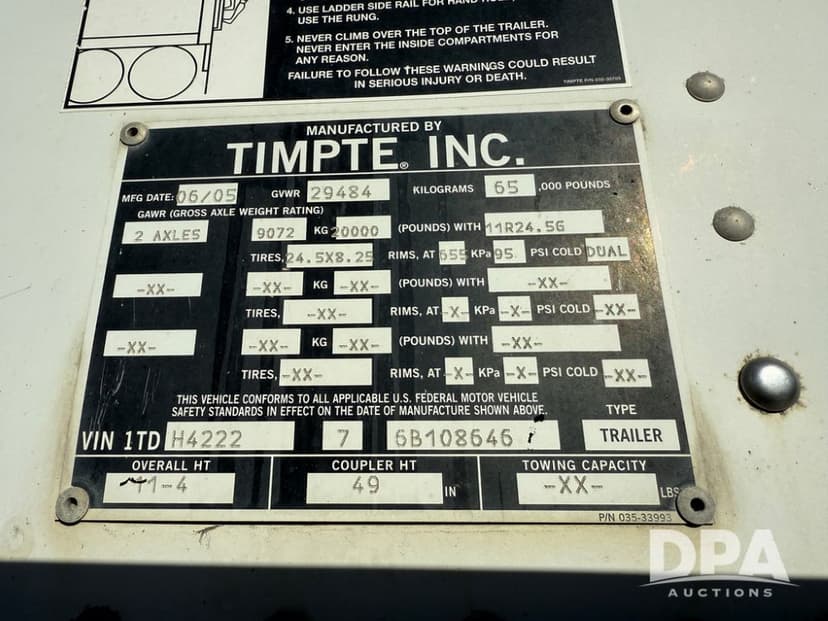 4. USE LADDER SIDE RAIL FOR HAND
USE THE RUNG.
5. NEVER CLIMB OVER THE TOP OF THE TRAILER.
NEVER ENTER THE INSIDE COMPARTMENTS FOR
ANY REASON.
FAILURE TO FOLLOW THESE WARNINGS COULD RESULT
IN SERIOUS INJURY OR DEATH.
MANUFACTURED BY
TIMPTE® INC.
MFG DATE: 06/05 GVWR 29484 KILOGRAMS 65 ,000 POUNDS
GAWR (GROSS AXLE WEIGHT RATING)
2 AXLES 9072 KG 20000 (POUNDS) WITH 11R24.5G
TIRES, 24.5X8.25 RIMS, AT 655 KPa 95 PSI COLD DUAL
-XX- -XX- KG -XX- (POUNDS) WITH -XX-
TIRES, -XX- RIMS, AT -X- KPa -X- PSI COLD -XX-
-XX- -XX- KG -XX- (POUNDS) WITH -XX-
TIRES, -XX- RIMS, AT -X- KPa -X- PSI COLD -XX-
THIS VEHICLE CONFORMS TO ALL APPLICABLE U.S. FEDERAL MOTOR VEHICLE
SAFETY STANDARDS IN EFFECT ON THE DATE OF MANUFACTURE SHOWN ABOVE. TYPE
VIN 1TD H4222 7 6B108646 TRAILER
OVERALL HT COUPLER HT TOWING CAPACITY
11-4 49 IN -XX- LBS
P/N 035-33993
DPA
AUCTIONS